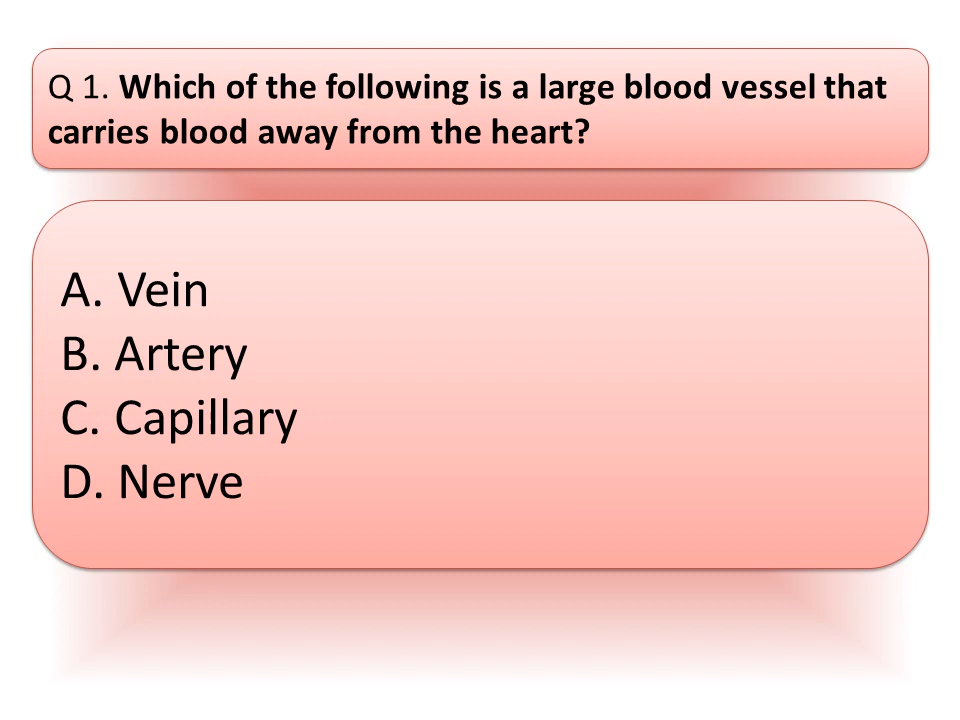 Q 1. Which of the following is a large blood vessel that
carries blood away from the heart?
A. Vein
B. Artery
C. Capillary
D. Nerve